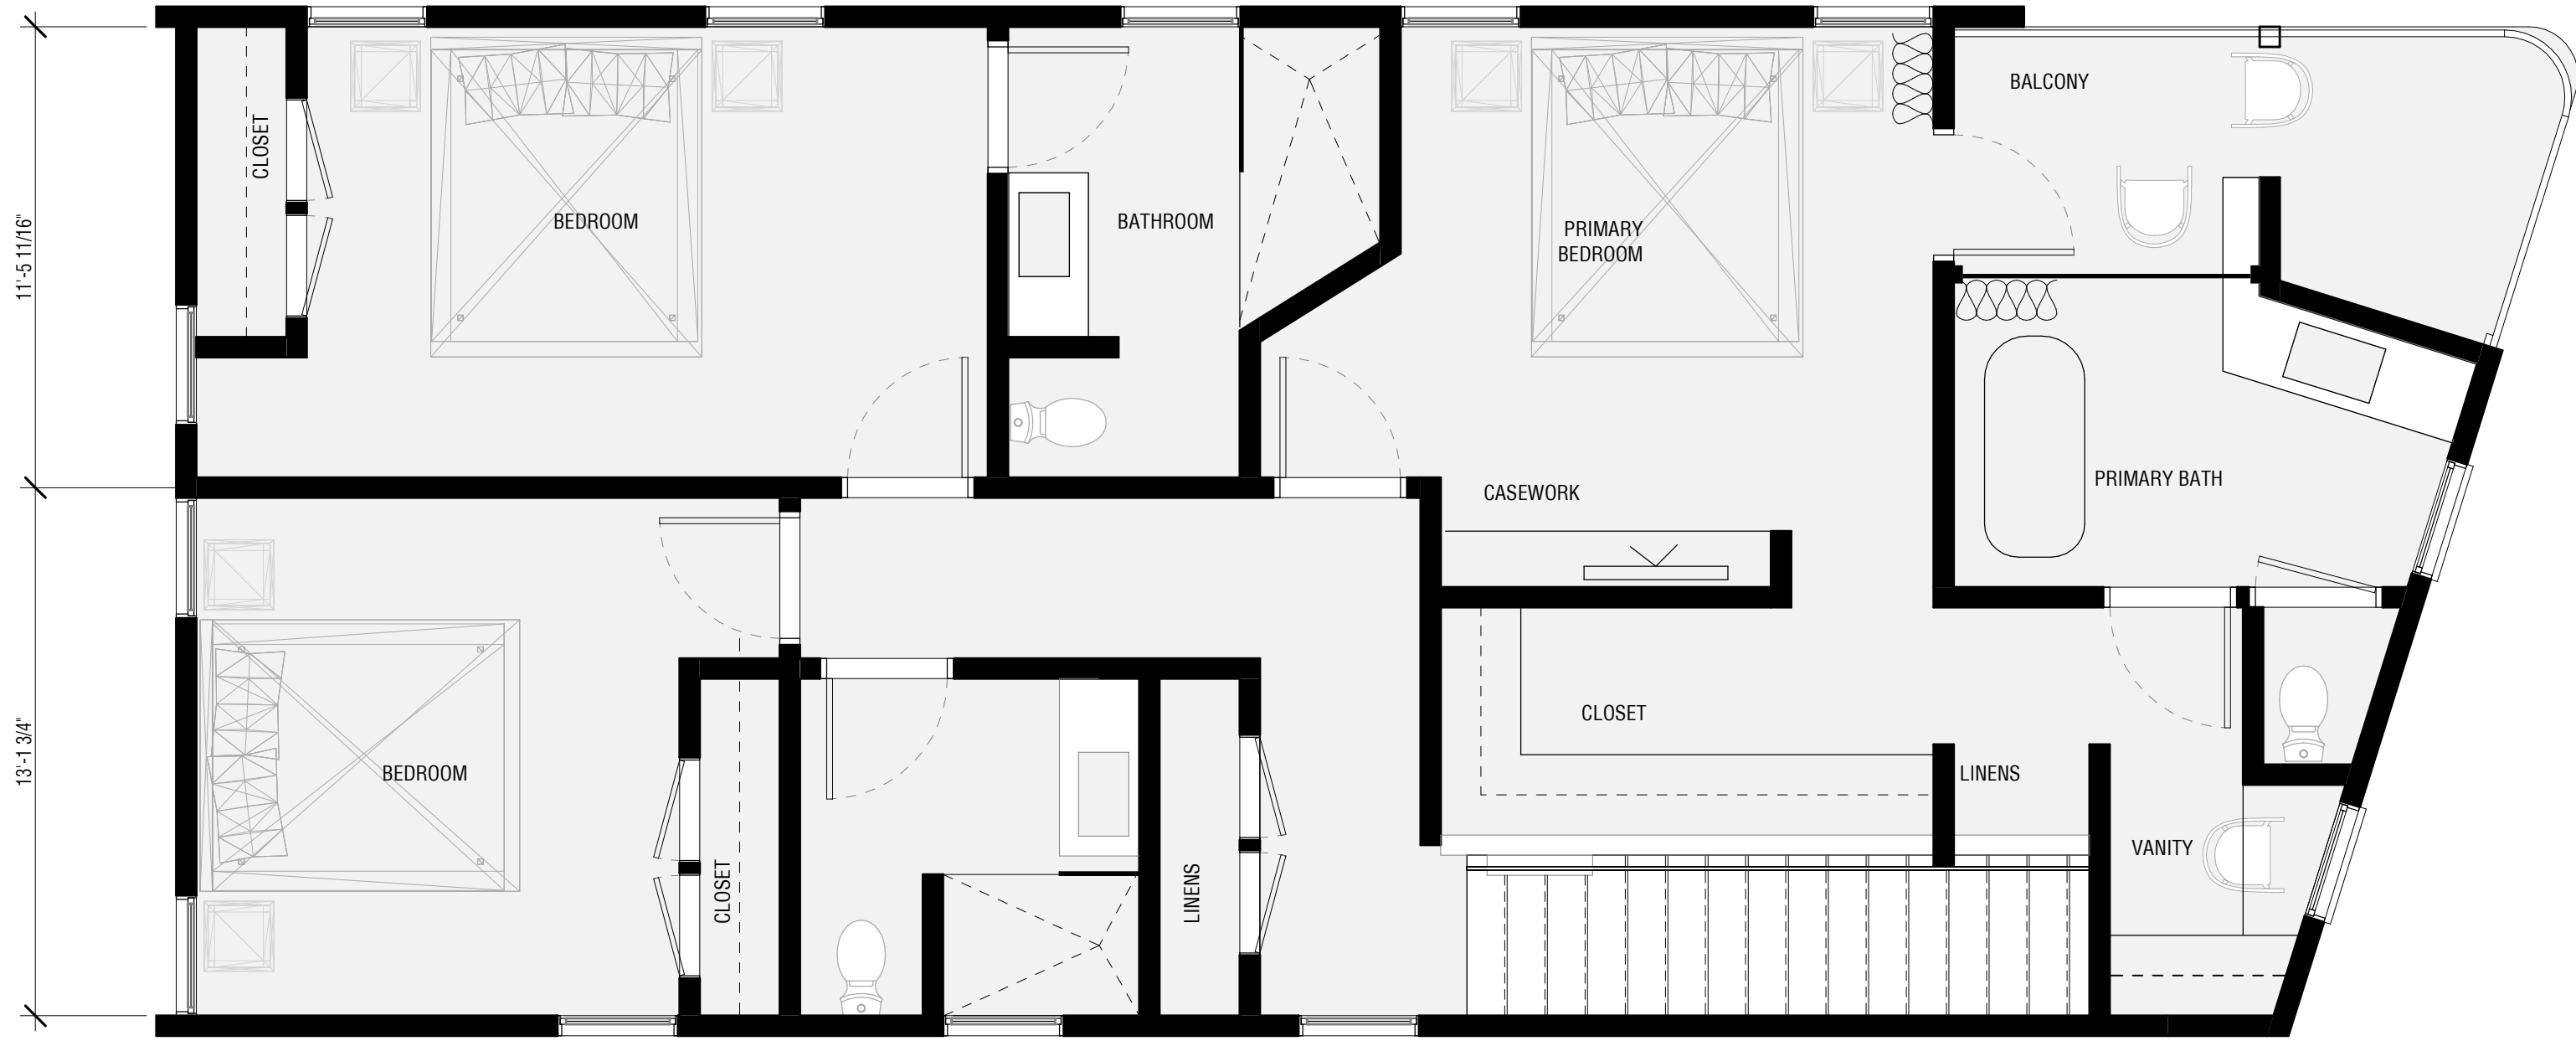 BALCONY
CLOSET
BEDROOM
BATHROOM
PRIMARY
BEDROOM
11'-5 11/16"
PRIMARY BATH
CASEWORK
CLOSET
BEDROOM
LINENS
13'-1 3/4"
VANITY
CLOSET
LINENS